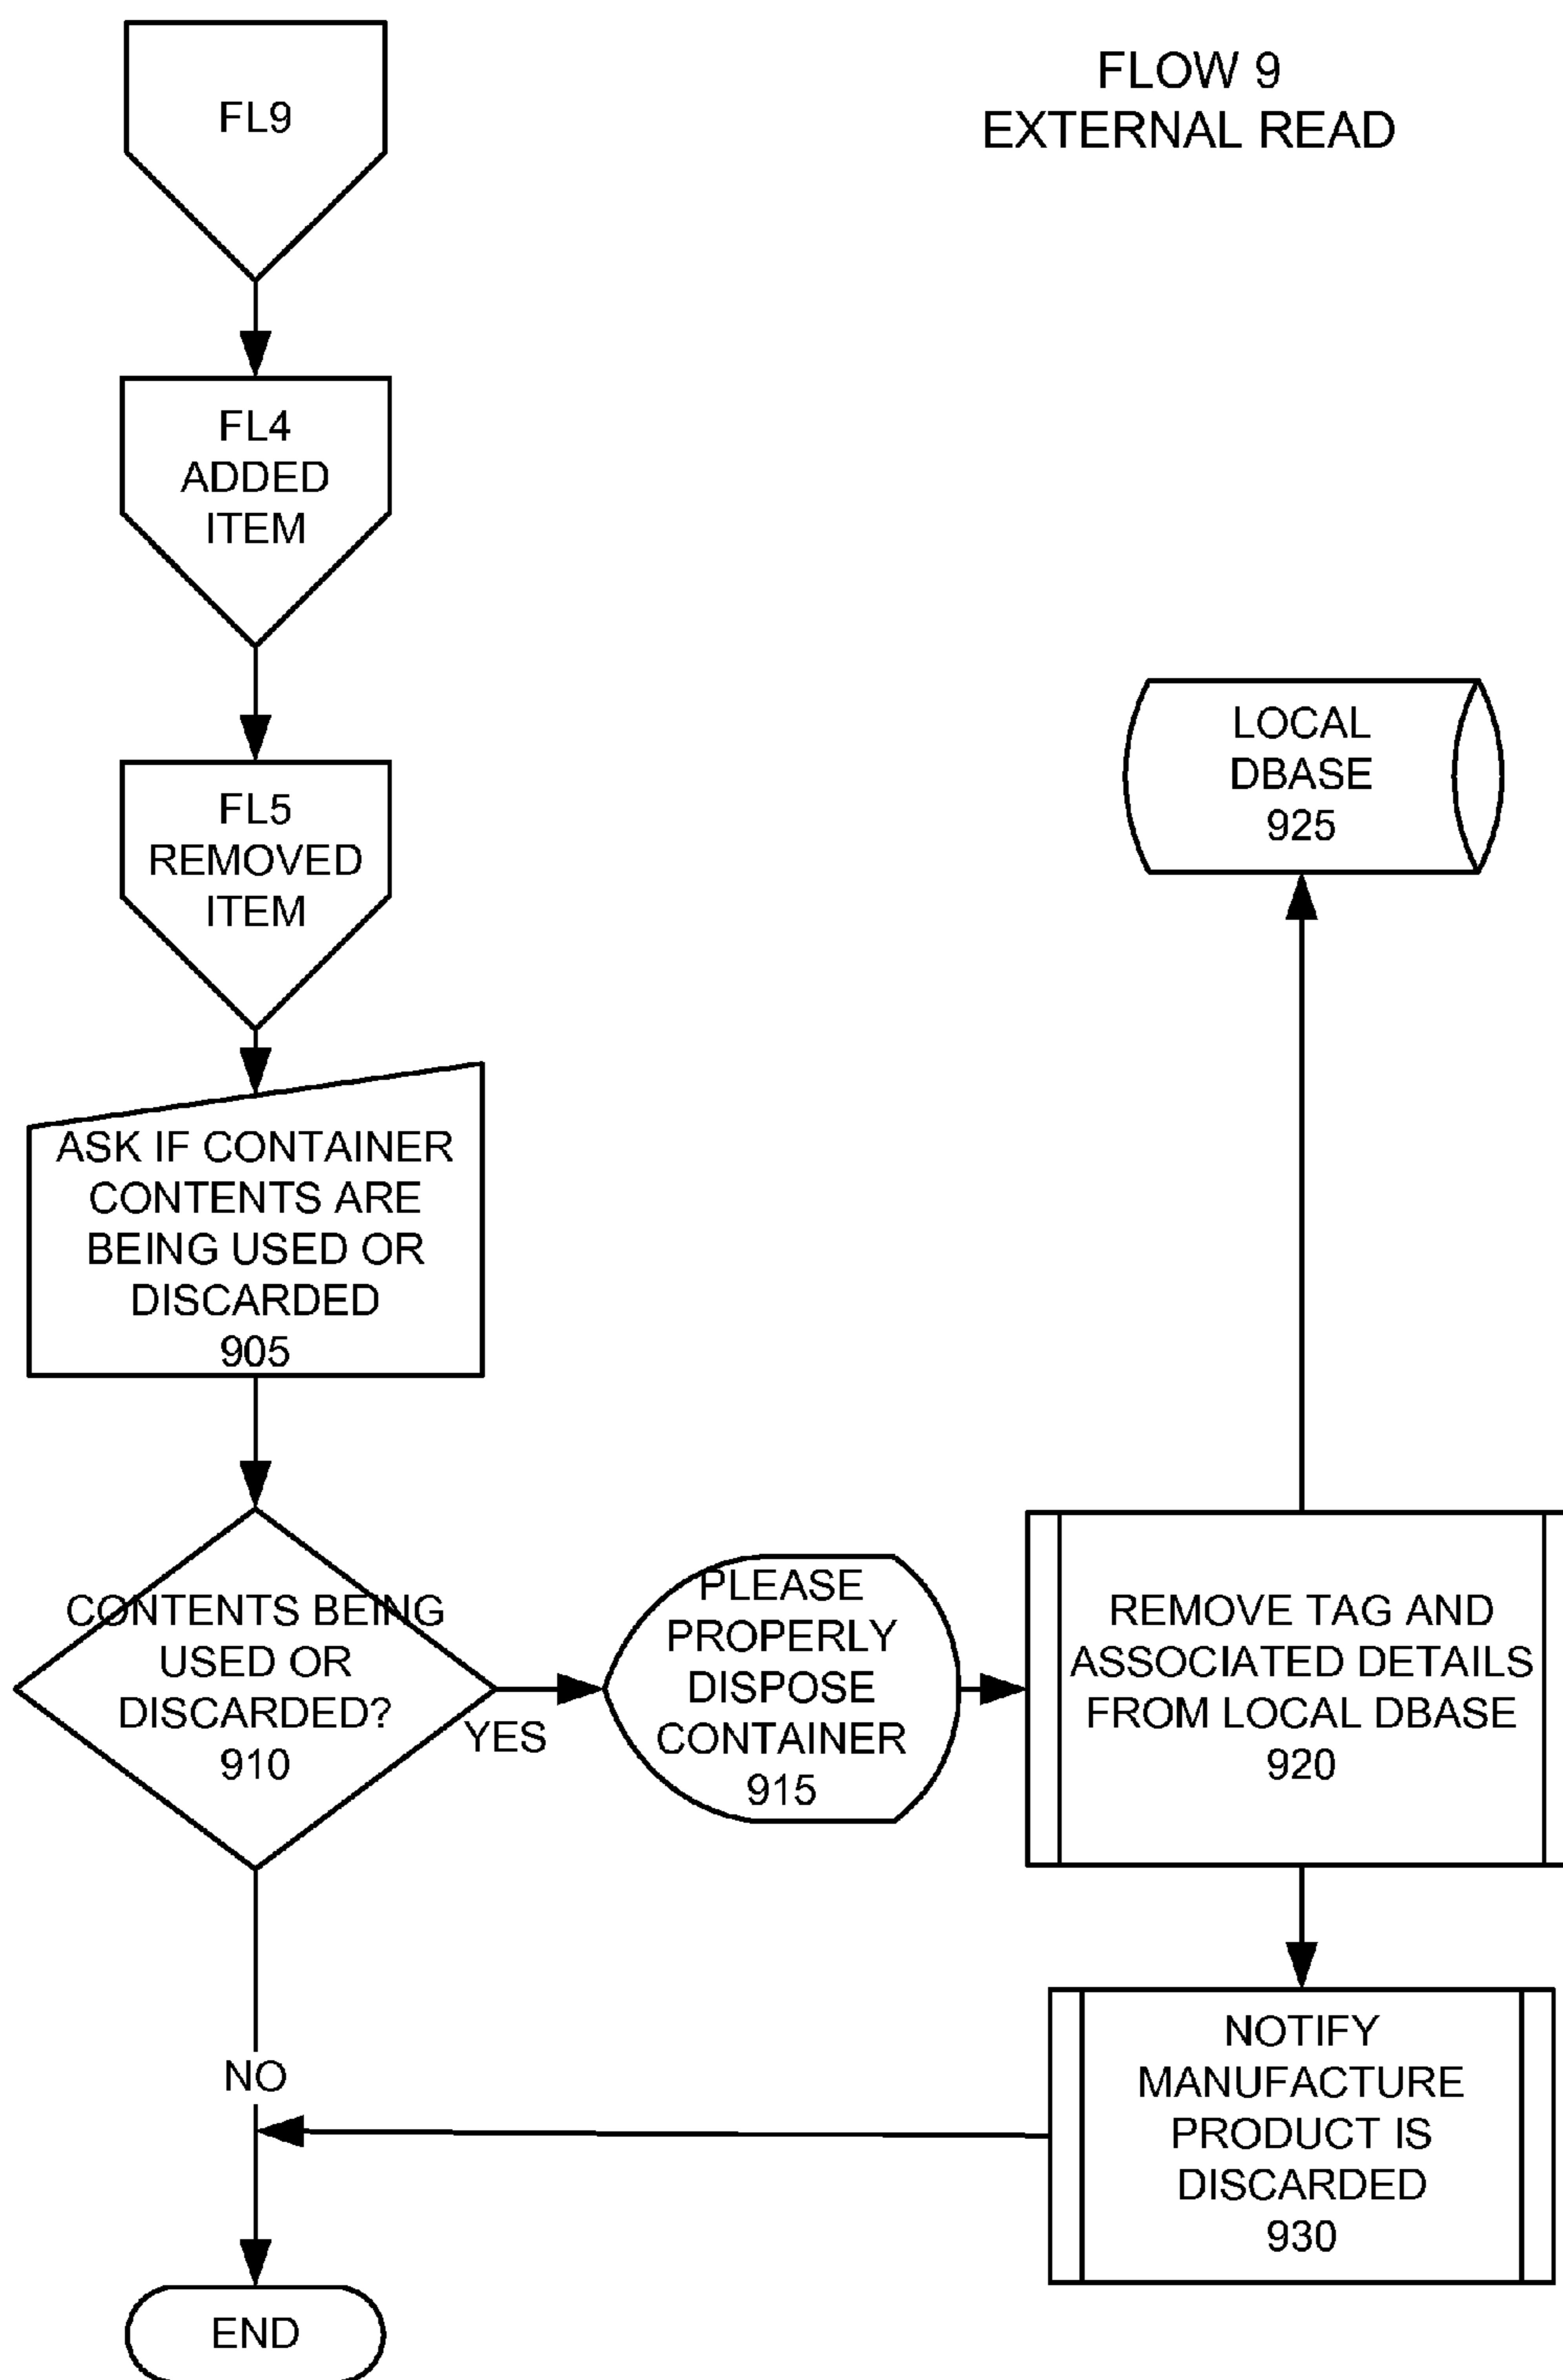 FLOW 9
EXTERNAL READ
FL9
FL4
ADDED
ITEM
FL5
REMOVED
ITEM
LOCAL
DBASE
925
ASK IF CONTAINER
CONTENTS ARE
BEING USED OR
DISCARDED
905
CONTENTS BEING
USED OR
DISCARDED?
910
YES
PLEASE
PROPERLY
DISPOSE
CONTAINER
915
REMOVE TAG AND
ASSOCIATED DETAILS
FROM LOCAL DBASE
920
NO
NOTIFY
MANUFACTURE
PRODUCT IS
DISCARDED
930
END